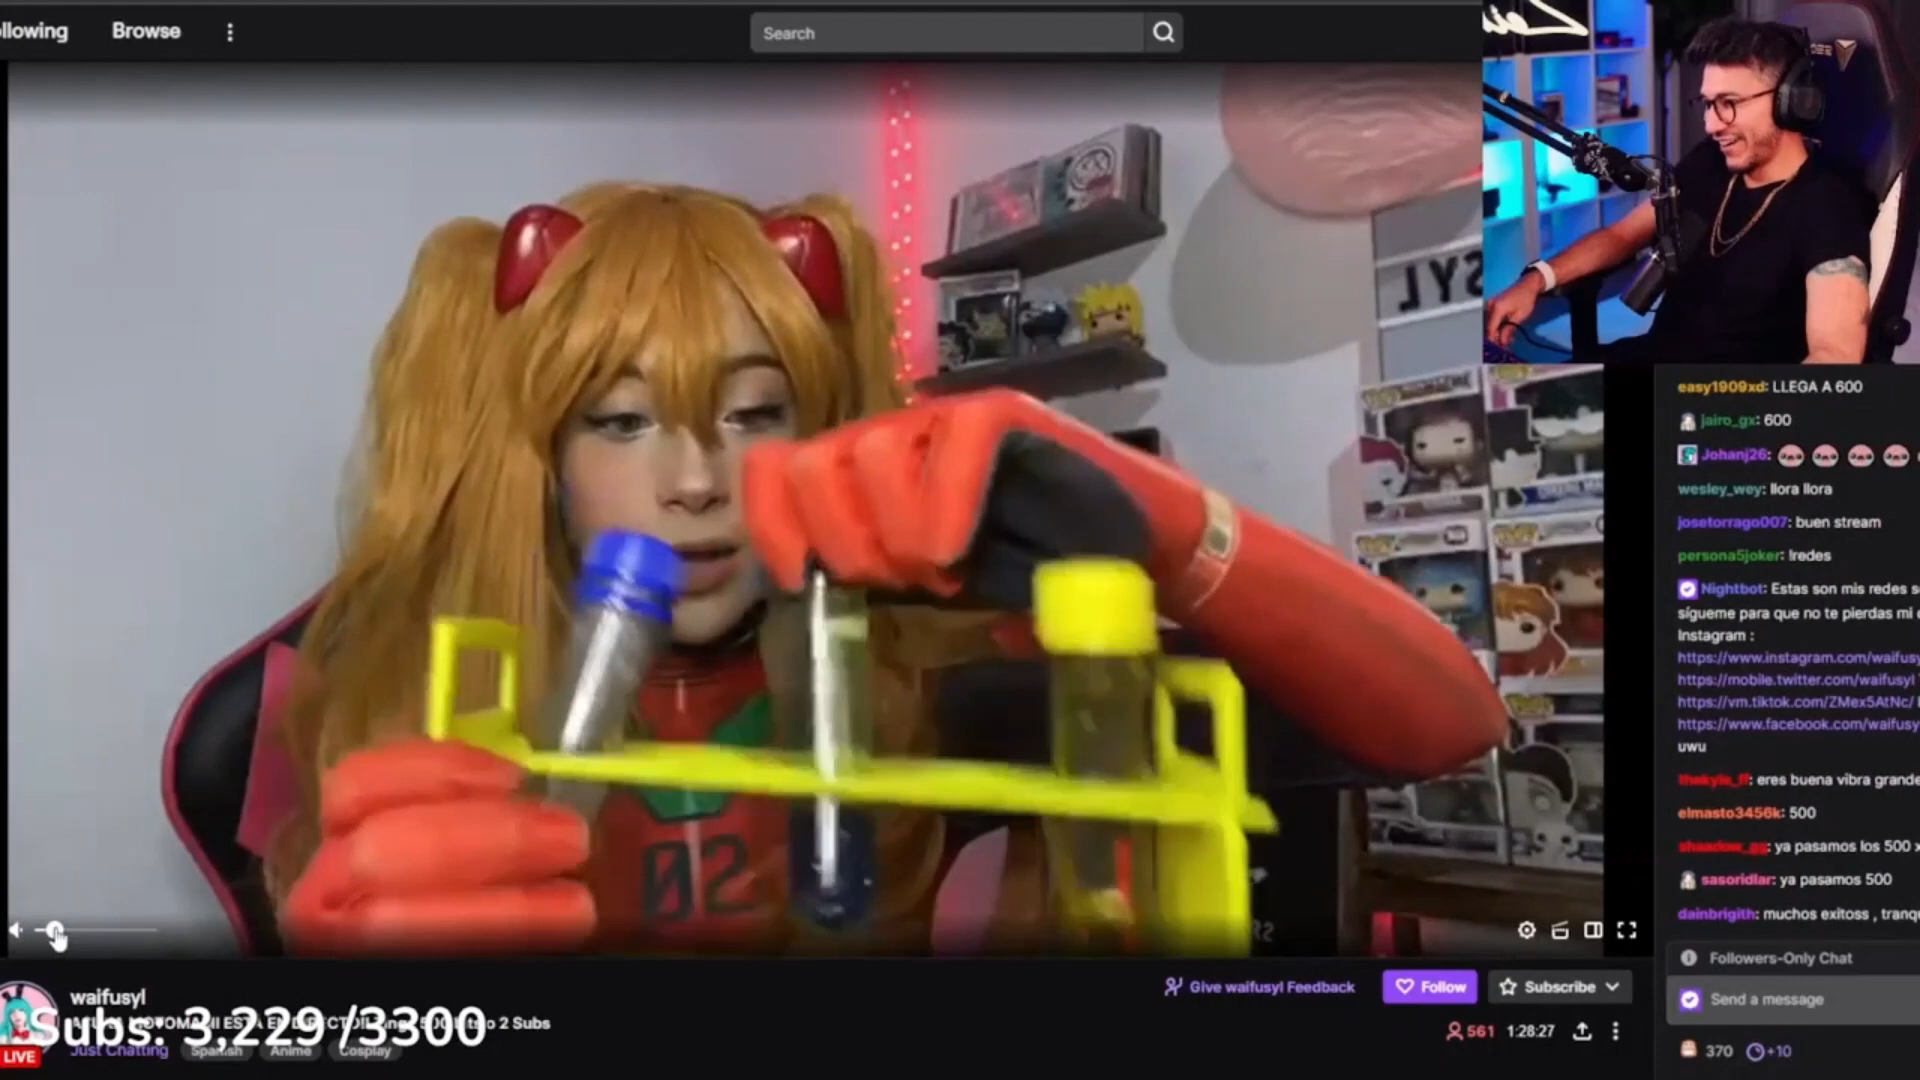 llowing
Browse
Search
SYL
02
easy1909xd: LLEGA A 600
jairo_gx: 600
Johanj26:
wesley_wey: llora llora
josetorrago007: buen stream
persona5joker: !redes
Nightbot: Estas son mis redes s
sígueme para que no te pierdas mi
Instagram :
https://www.instagram.com/waifusy
https://mobile.twitter.com/waifusyl
https://vm.tiktok.com/ZMex5AtNc/
https://www.facebook.com/waifusy
uwu
thekyle_ff: eres buena vibra grande
elmasto3456k: 500
shaadow_gg: ya pasamos los 500 x
sasoridlar: ya pasamos 500
dainbrigith: muchos exitoss , tranqu
Followers-Only Chat
Send a message
370
+10
waifusyl
Give waifusyl Feedback
Follow
Subscribe
Subs: 3,229 /3300
2 Subs
LIVE
Just Chatting
Spanish
Anime
Cosplay
561
1:28:27